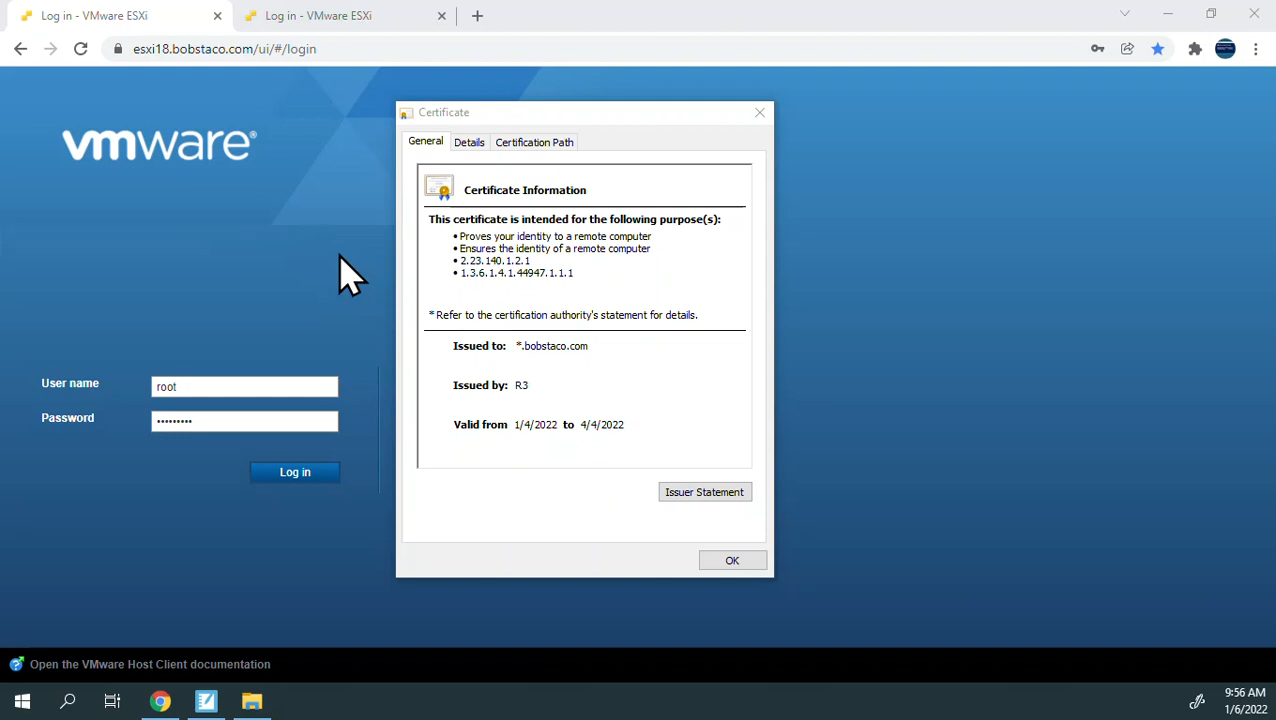 Log in - VMware ESXi
Log in - VMware ESXi
esxi18.bobstaco.com/ui/#/login
vmware®
Certificate
General
Details
Certification Path
Certificate Information
This certificate is intended for the following purpose(s):
• Proves your identity to a remote computer
• Ensures the identity of a remote computer
• 2.23.140.1.2.1
• 1.3.6.1.4.1.44947.1.1.1
* Refer to the certification authority's statement for details.
Issued to: *.bobstaco.com
Issued by: R3
Valid from 1/4/2022 to 4/4/2022
Issuer Statement
OK
User name
root
Password
•••••••••
Log in
Open the VMware Host Client documentation
9:56 AM
1/6/2022